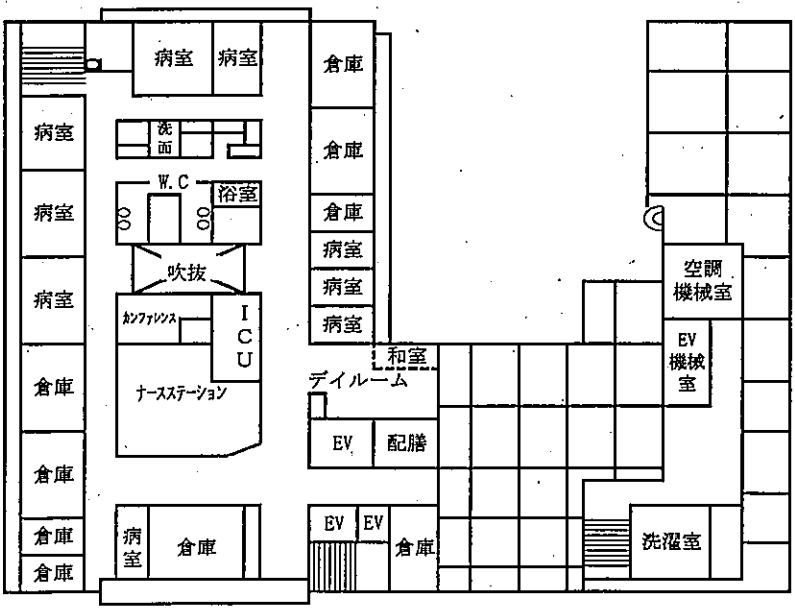 病室
病室
倉庫
病室
洗
面
倉庫
W.C
浴室
病室
倉庫
病室
吹抜
空調
機械室
病室
病室
カンファレンス
ICU
病室
EV
機械
室
和室
デイルーム
倉庫
ナースステーション
EV
配膳
倉庫
倉庫
病
室
倉庫
EV
EV
倉庫
洗濯室
倉庫